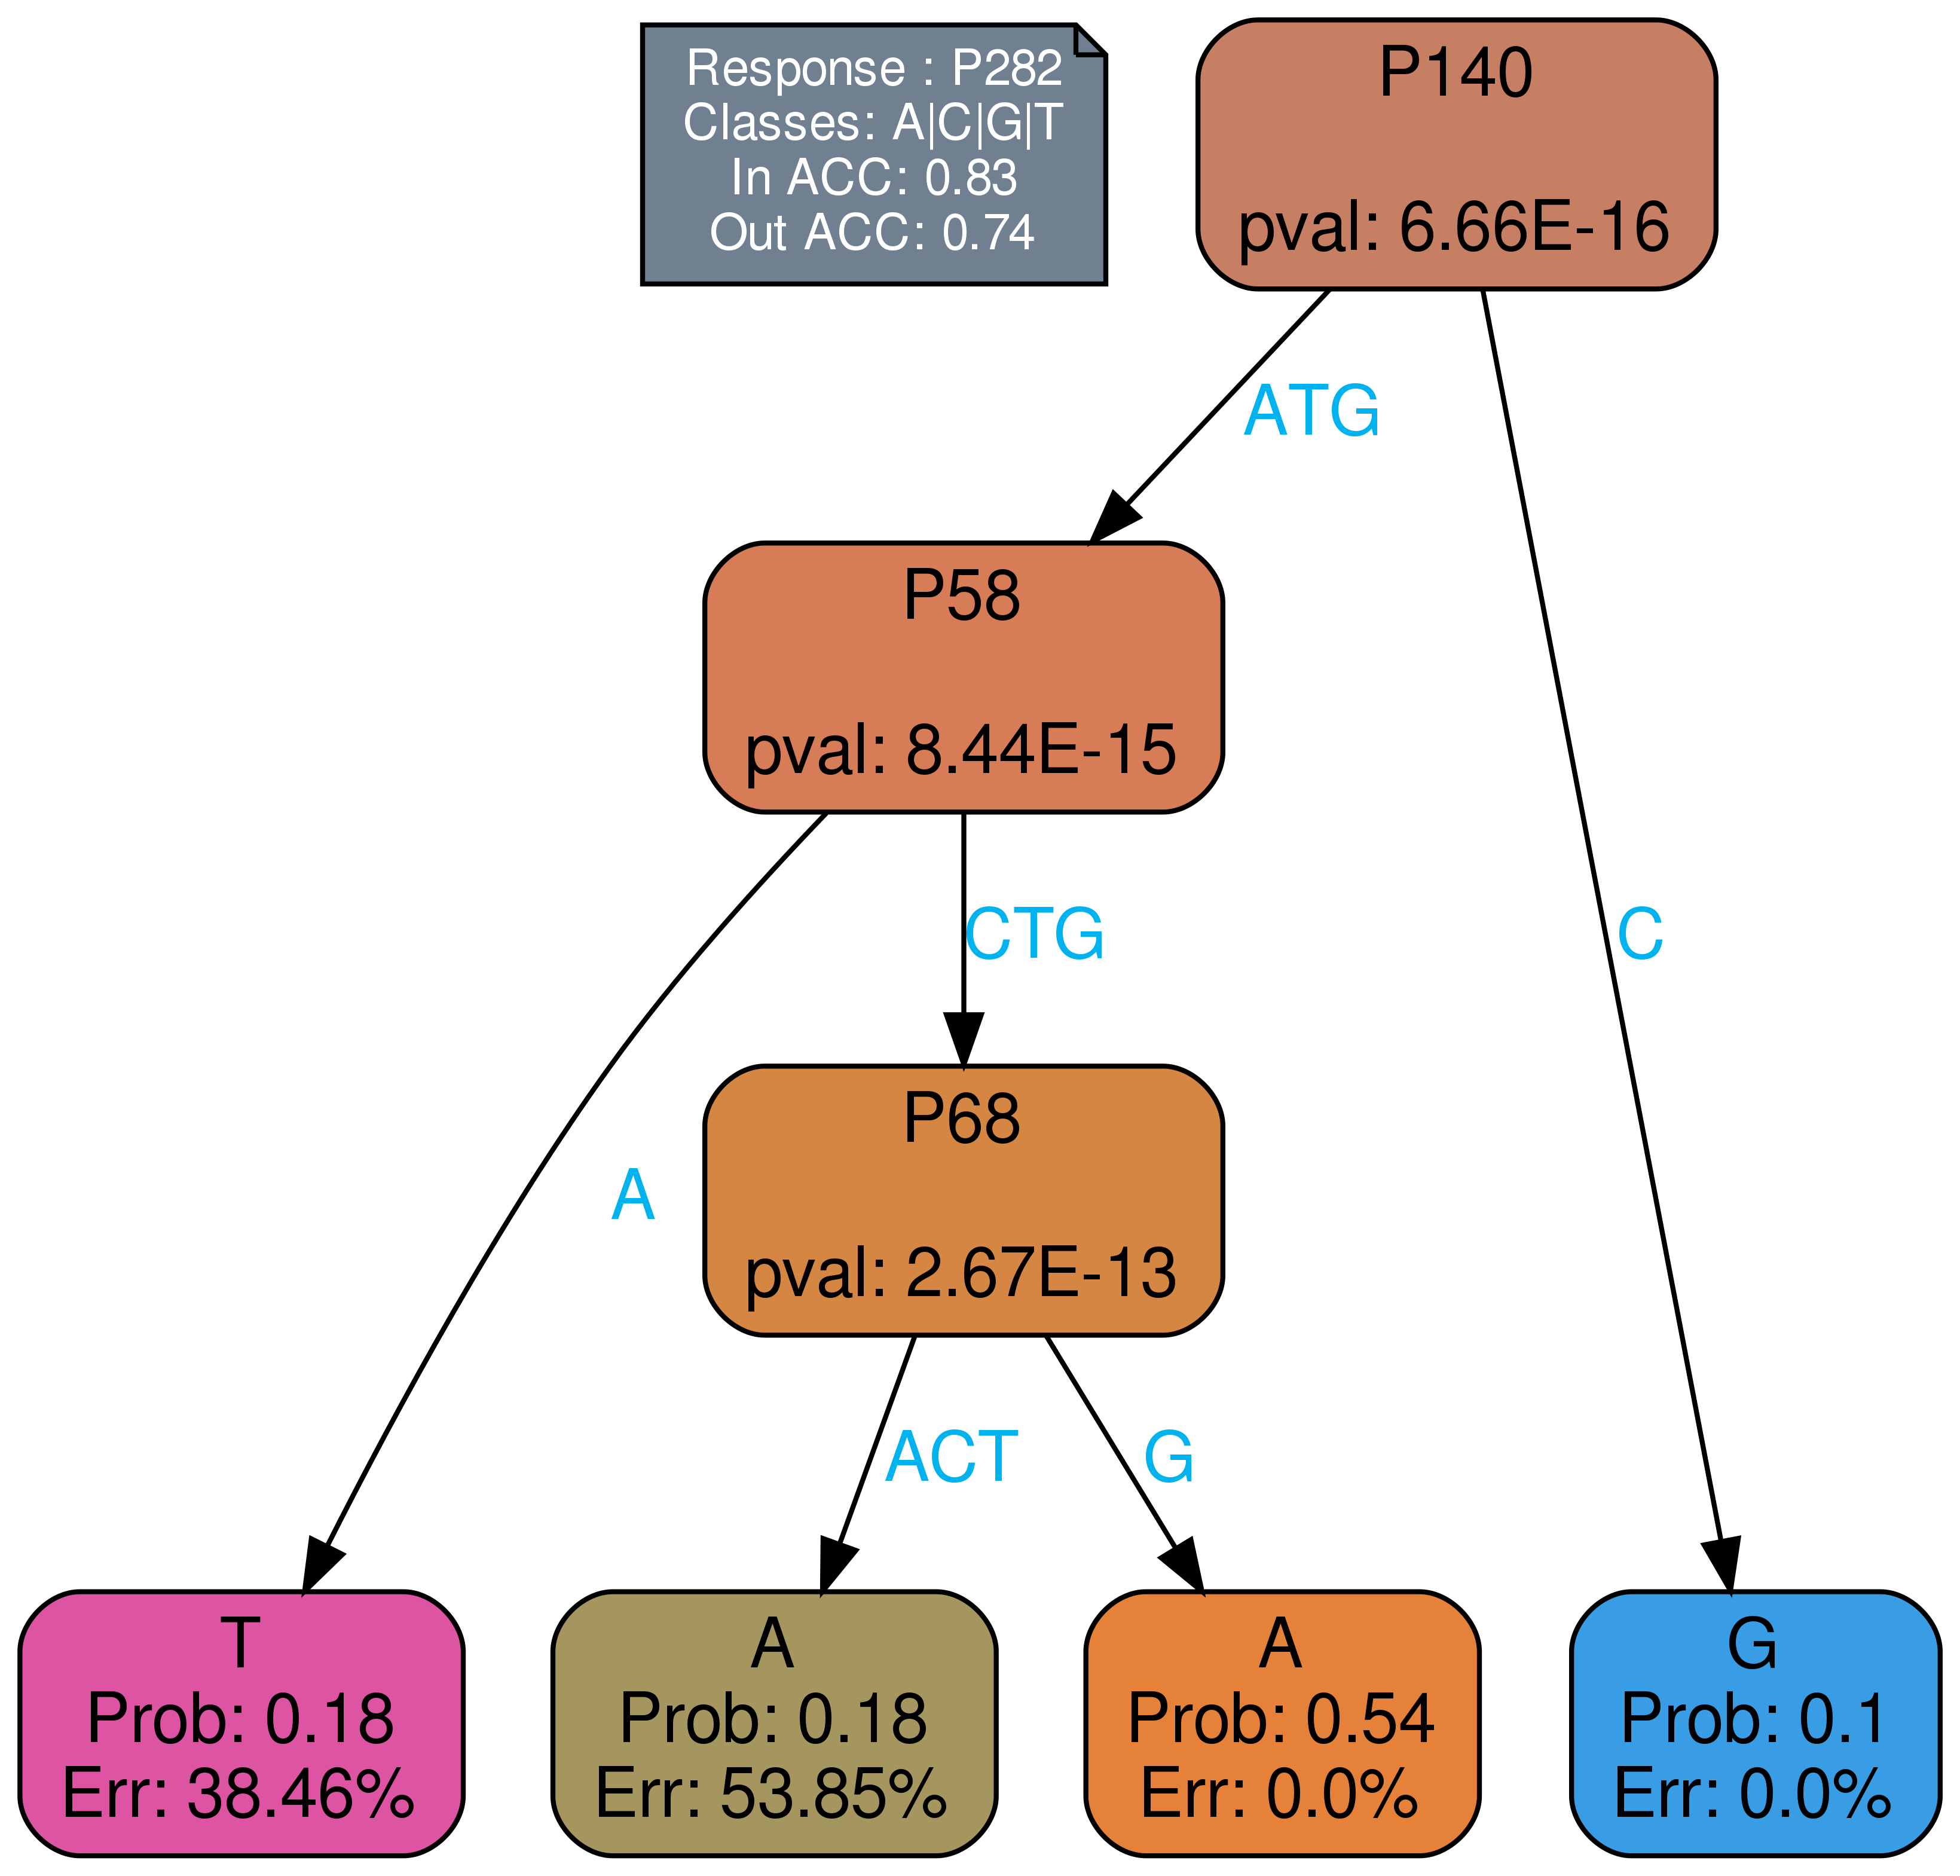 Response : P282
Classes: A|C|G|T
In ACC: 0.83
Out ACC: 0.74
P140
pval: 6.66E-16
ATG
P58
pval: 8.44E-15
CTG
C
P68
pval: 2.67E-13
A
ACT
G
T
Prob: 0.18
Err: 38.46%
A
Prob: 0.18
Err: 53.85%
A
Prob: 0.54
Err: 0.0%
G
Prob: 0.1
Err: 0.0%